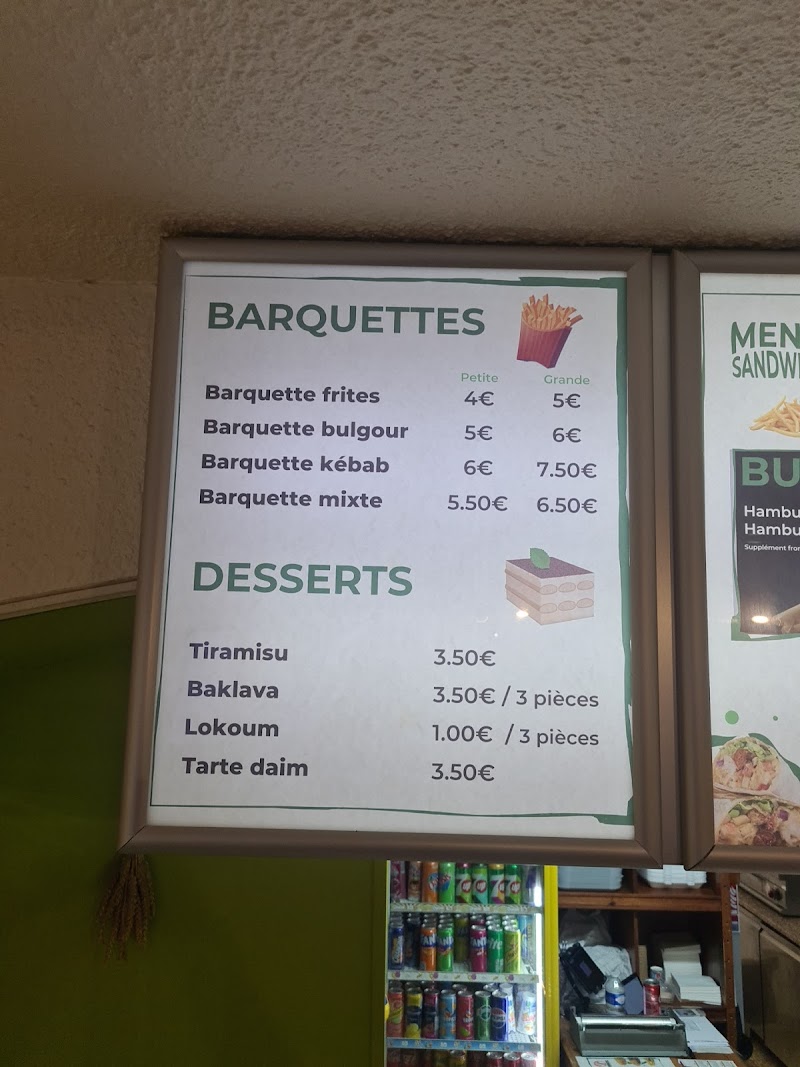 BARQUETTES
Petite Grande
Barquette frites 4€ 5€
Barquette bulgour 5€ 6€
Barquette kébab 6€ 7.50€
Barquette mixte 5.50€ 6.50€
DESSERTS
Tiramisu 3.50€
Baklava 3.50€ / 3 pièces
Lokoum 1.00€ / 3 pièces
Tarte daim 3.50€
MEN
SANDWI
BU
Hambu
Hambu
Supplément fro